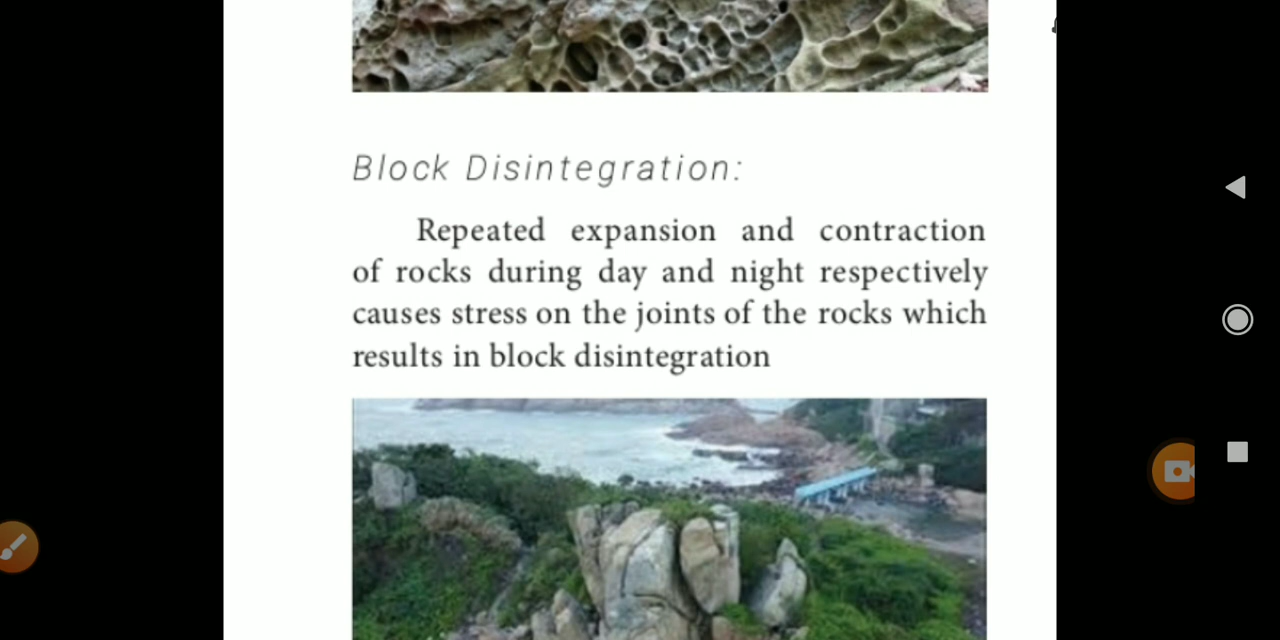 Block Disintegration:
Repeated expansion and contraction
of rocks during day and night respectively
causes stress on the joints of the rocks which
results in block disintegration